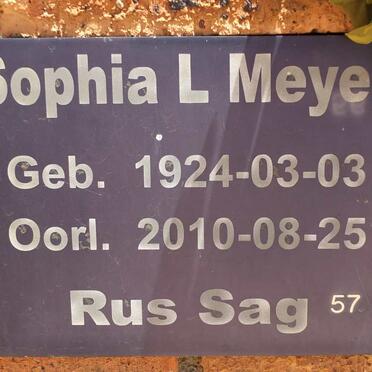 Sophia L Meye
Geb. 1924-03-03
Oorl. 2010-08-25
Rus Sag 57